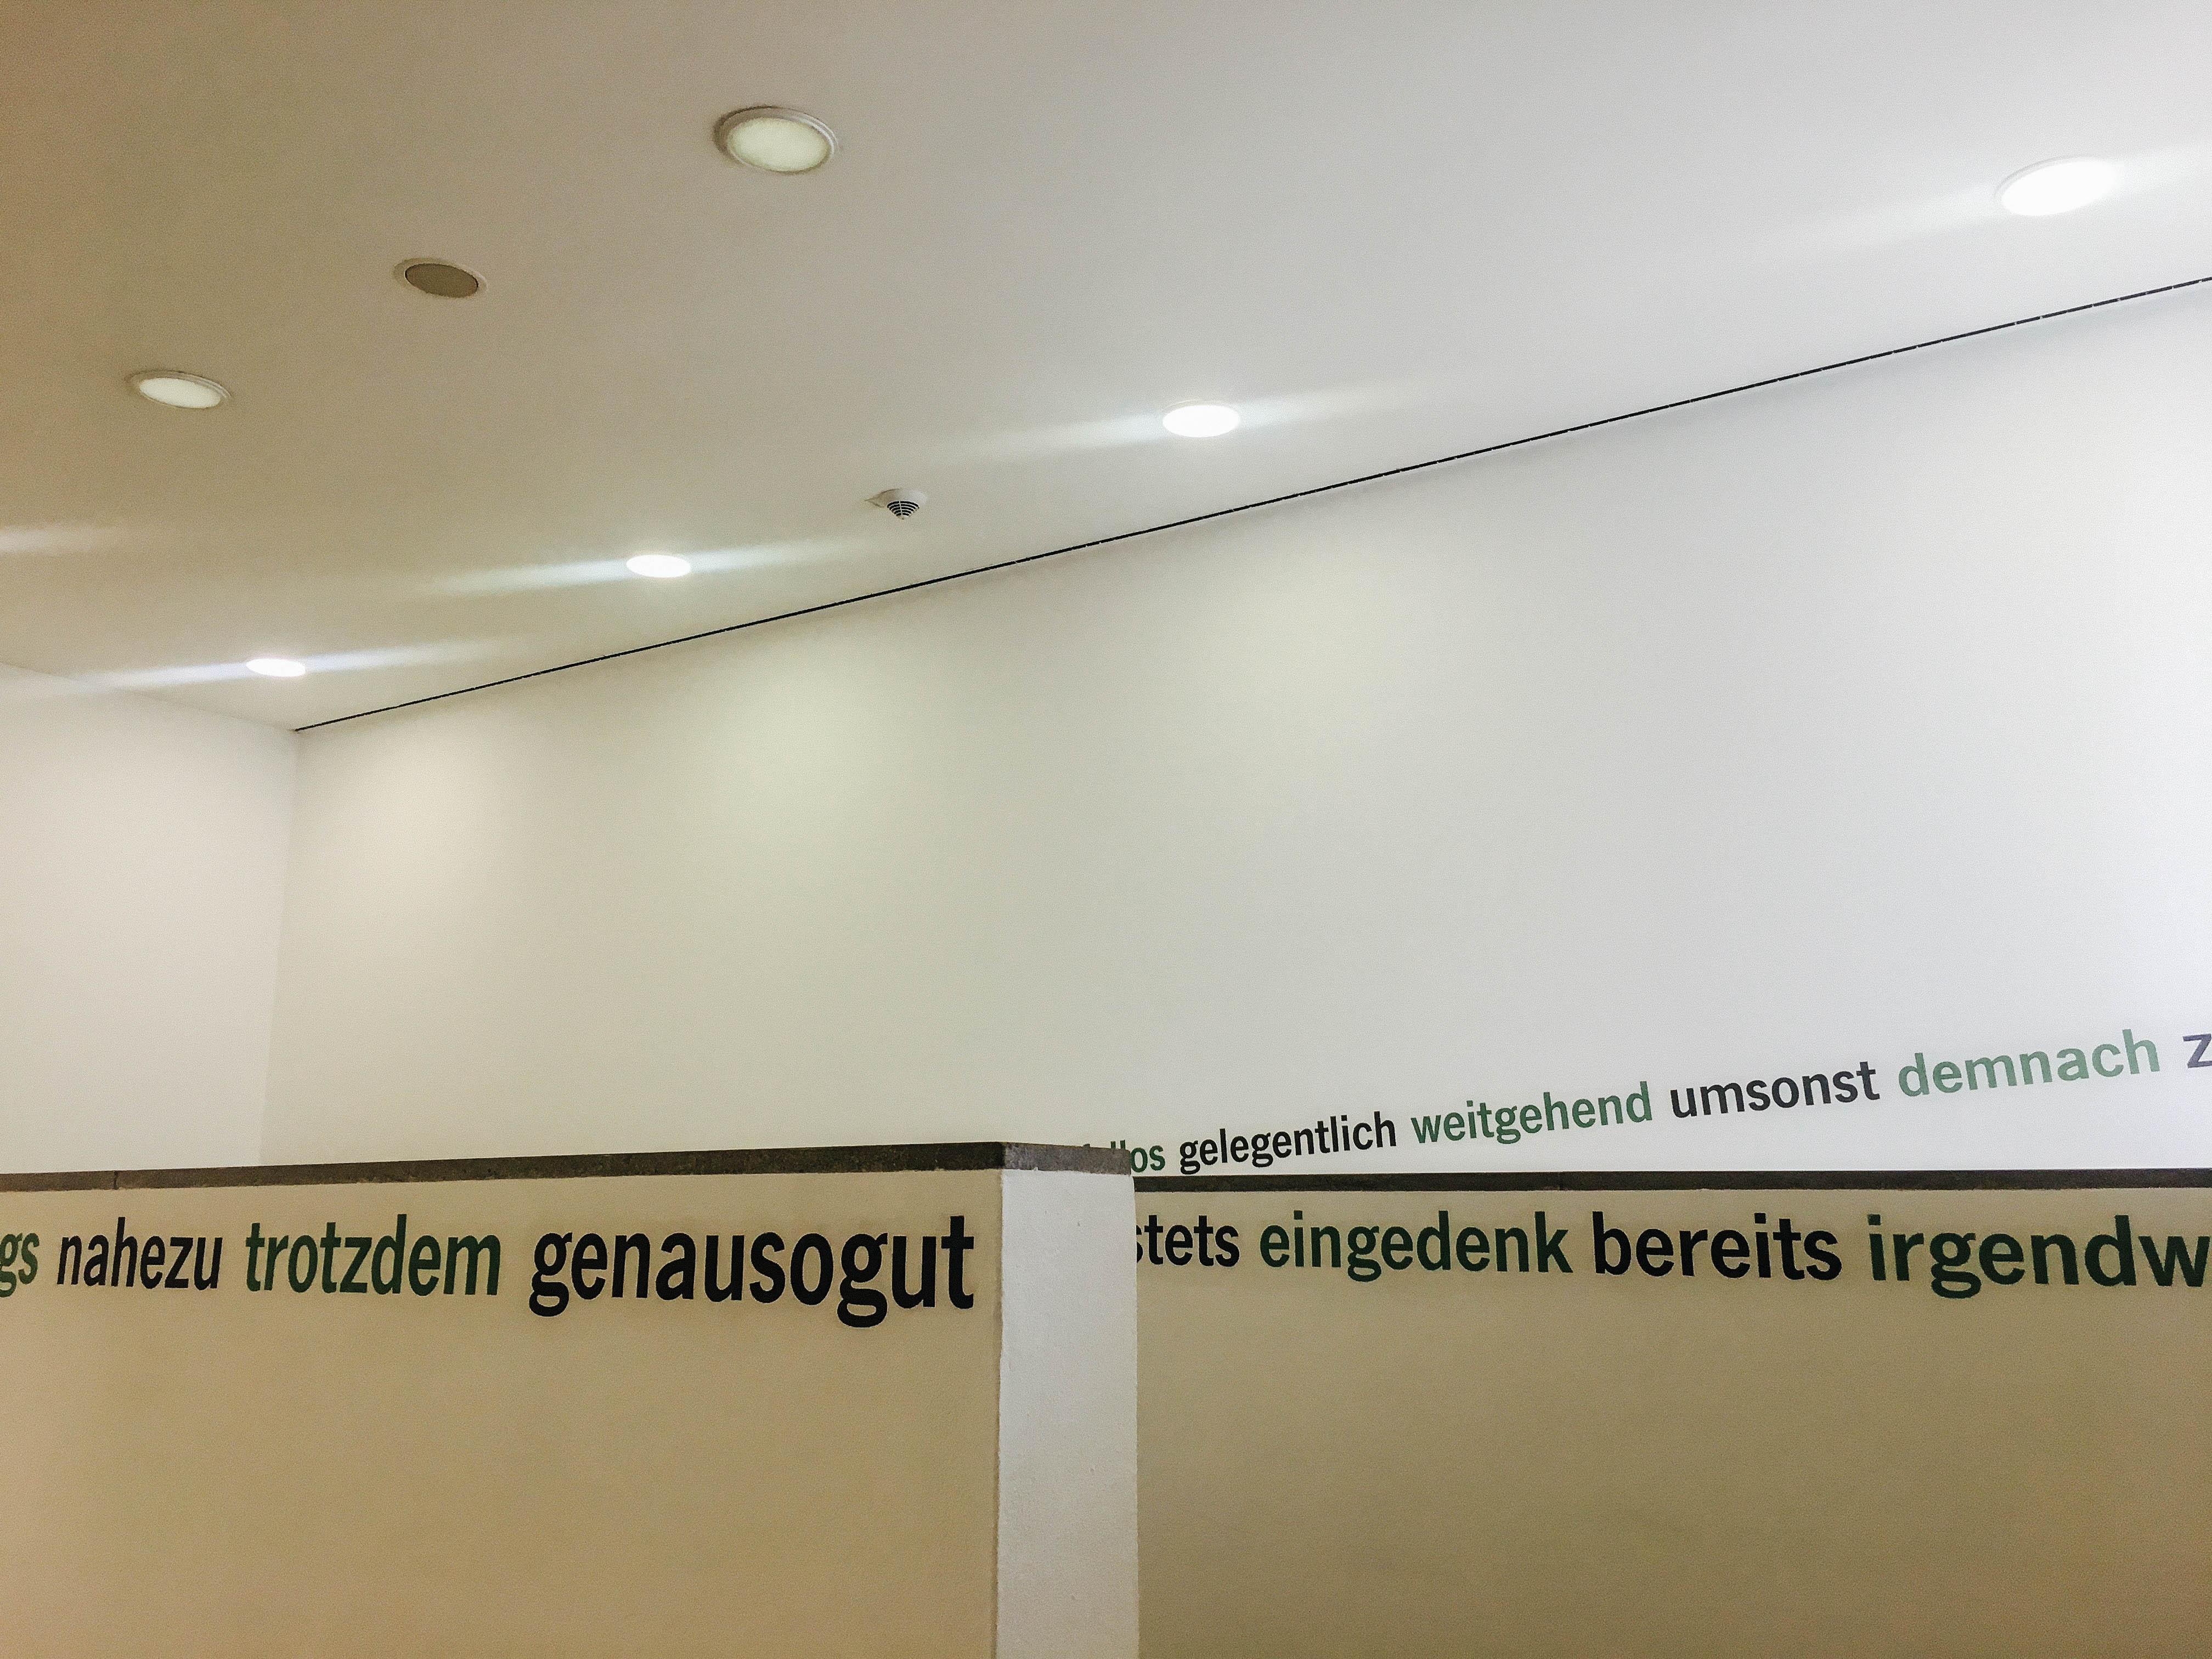 gelegentlich weitgehend umsonst demnach
nahezu trotzdem genausogut
stets eingedenk bereits